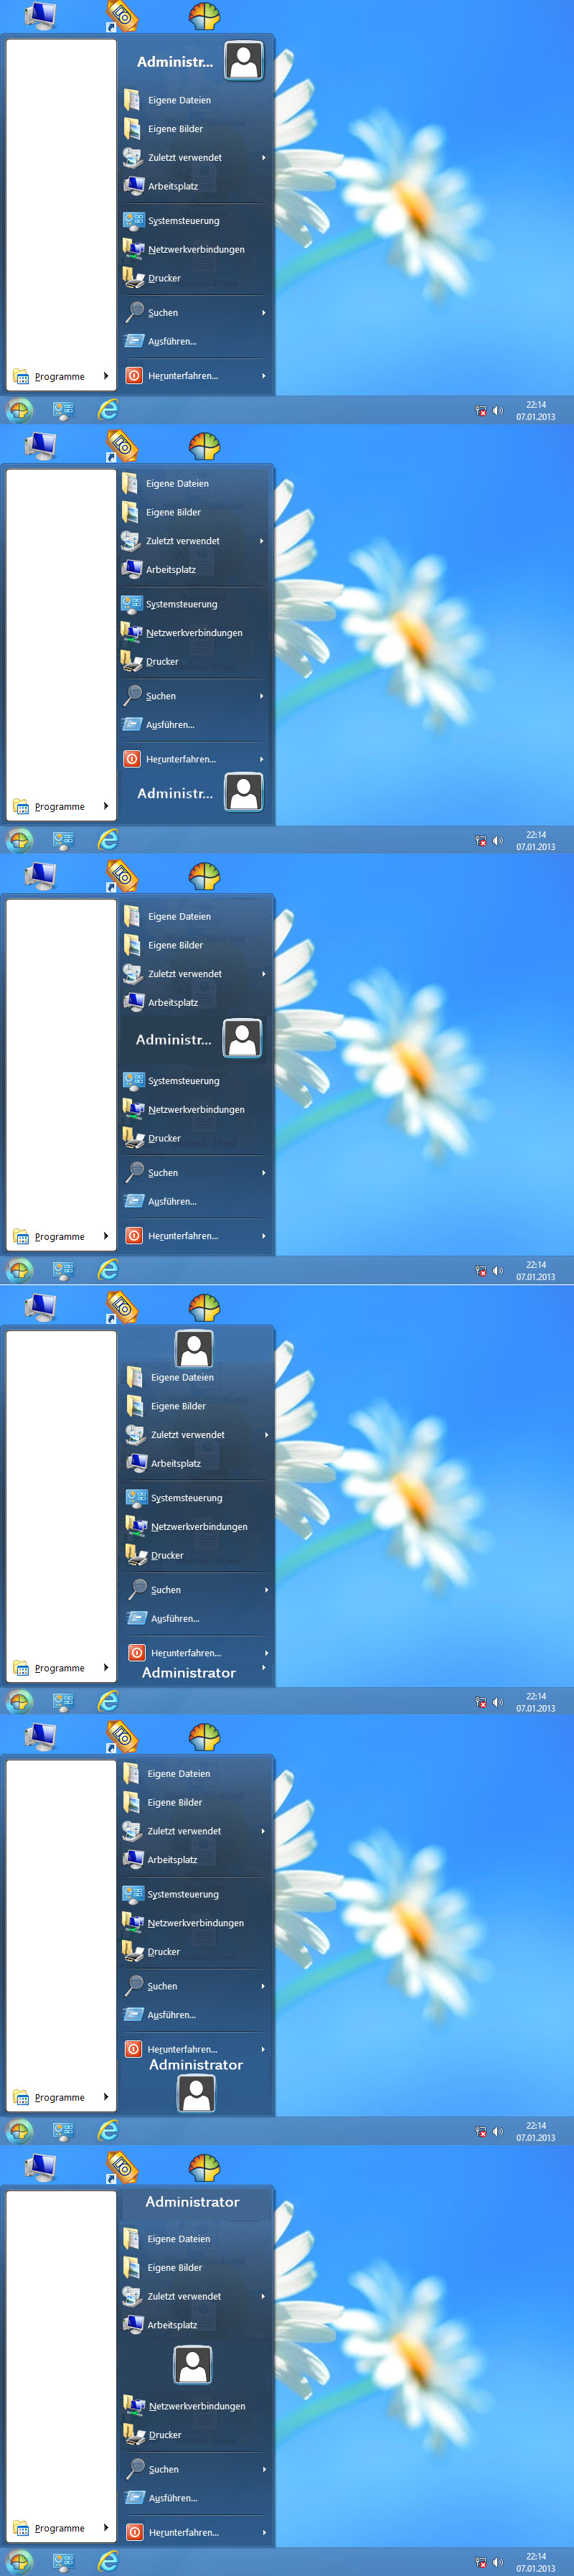 Administr...
Eigene Dateien
Eigene Bilder
Zuletzt verwendet
Arbeitsplatz
Systemsteuerung
Netzwerkverbindungen
Drucker
Suchen
Ausführen...
Programme
Herunterfahren...
22:14
07.01.2013
Eigene Dateien
Eigene Bilder
Zuletzt verwendet
Arbeitsplatz
Systemsteuerung
Netzwerkverbindungen
Drucker
Suchen
Ausführen...
Herunterfahren...
Administr...
Programme
22:14
07.01.2013
Eigene Dateien
Eigene Bilder
Zuletzt verwendet
Arbeitsplatz
Administr...
Systemsteuerung
Netzwerkverbindungen
Drucker
Suchen
Ausführen...
Programme
Herunterfahren...
22:14
07.01.2013
Eigene Dateien
Eigene Bilder
Zuletzt verwendet
Arbeitsplatz
Systemsteuerung
Netzwerkverbindungen
Drucker
Suchen
Ausführen...
Herunterfahren...
Programme
Administrator
22:14
07.01.2013
Eigene Dateien
Eigene Bilder
Zuletzt verwendet
Arbeitsplatz
Systemsteuerung
Netzwerkverbindungen
Drucker
Suchen
Ausführen...
Herunterfahren...
Administrator
Programme
22:14
07.01.2013
Administrator
Eigene Dateien
Eigene Bilder
Zuletzt verwendet
Arbeitsplatz
Netzwerkverbindungen
Drucker
Suchen
Ausführen...
Programme
Herunterfahren...
22:14
07.01.2013